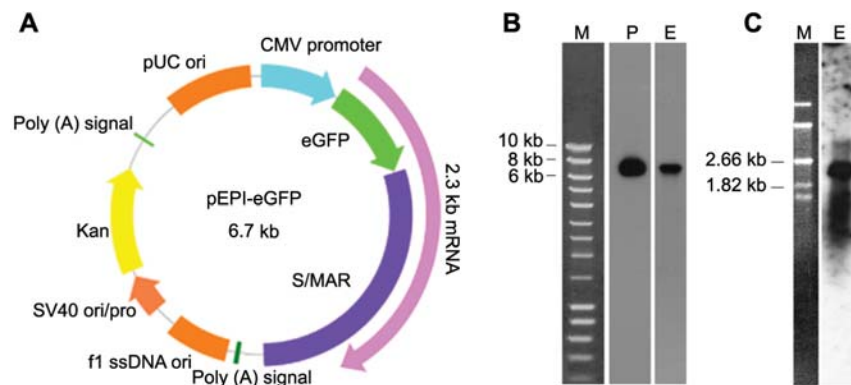 A
CMV promoter
pUC ori
Poly (A) signal
eGFP
pEPI-eGFP
6.7 kb
2.3 kb mRNA
Kan
S/MAR
SV40 ori/pro
f1 ssDNA ori
Poly (A) signal
B
M P E
10 kb
8 kb
6 kb
C
M E
2.66 kb
1.82 kb